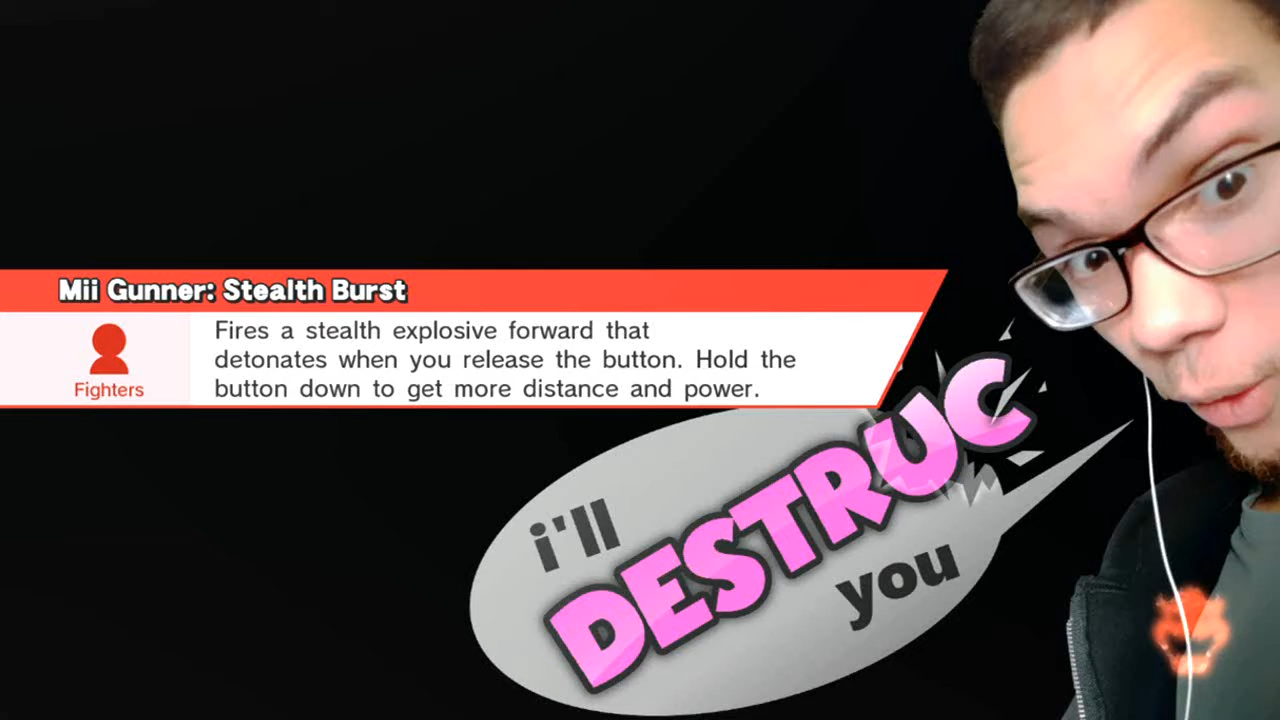 Mii Gunner: Stealth Burst
Fires a stealth explosive forward that
detonates when you release the button. Hold the
Fighters
button down to get more distance and power.
i'll
DESTRUC
you